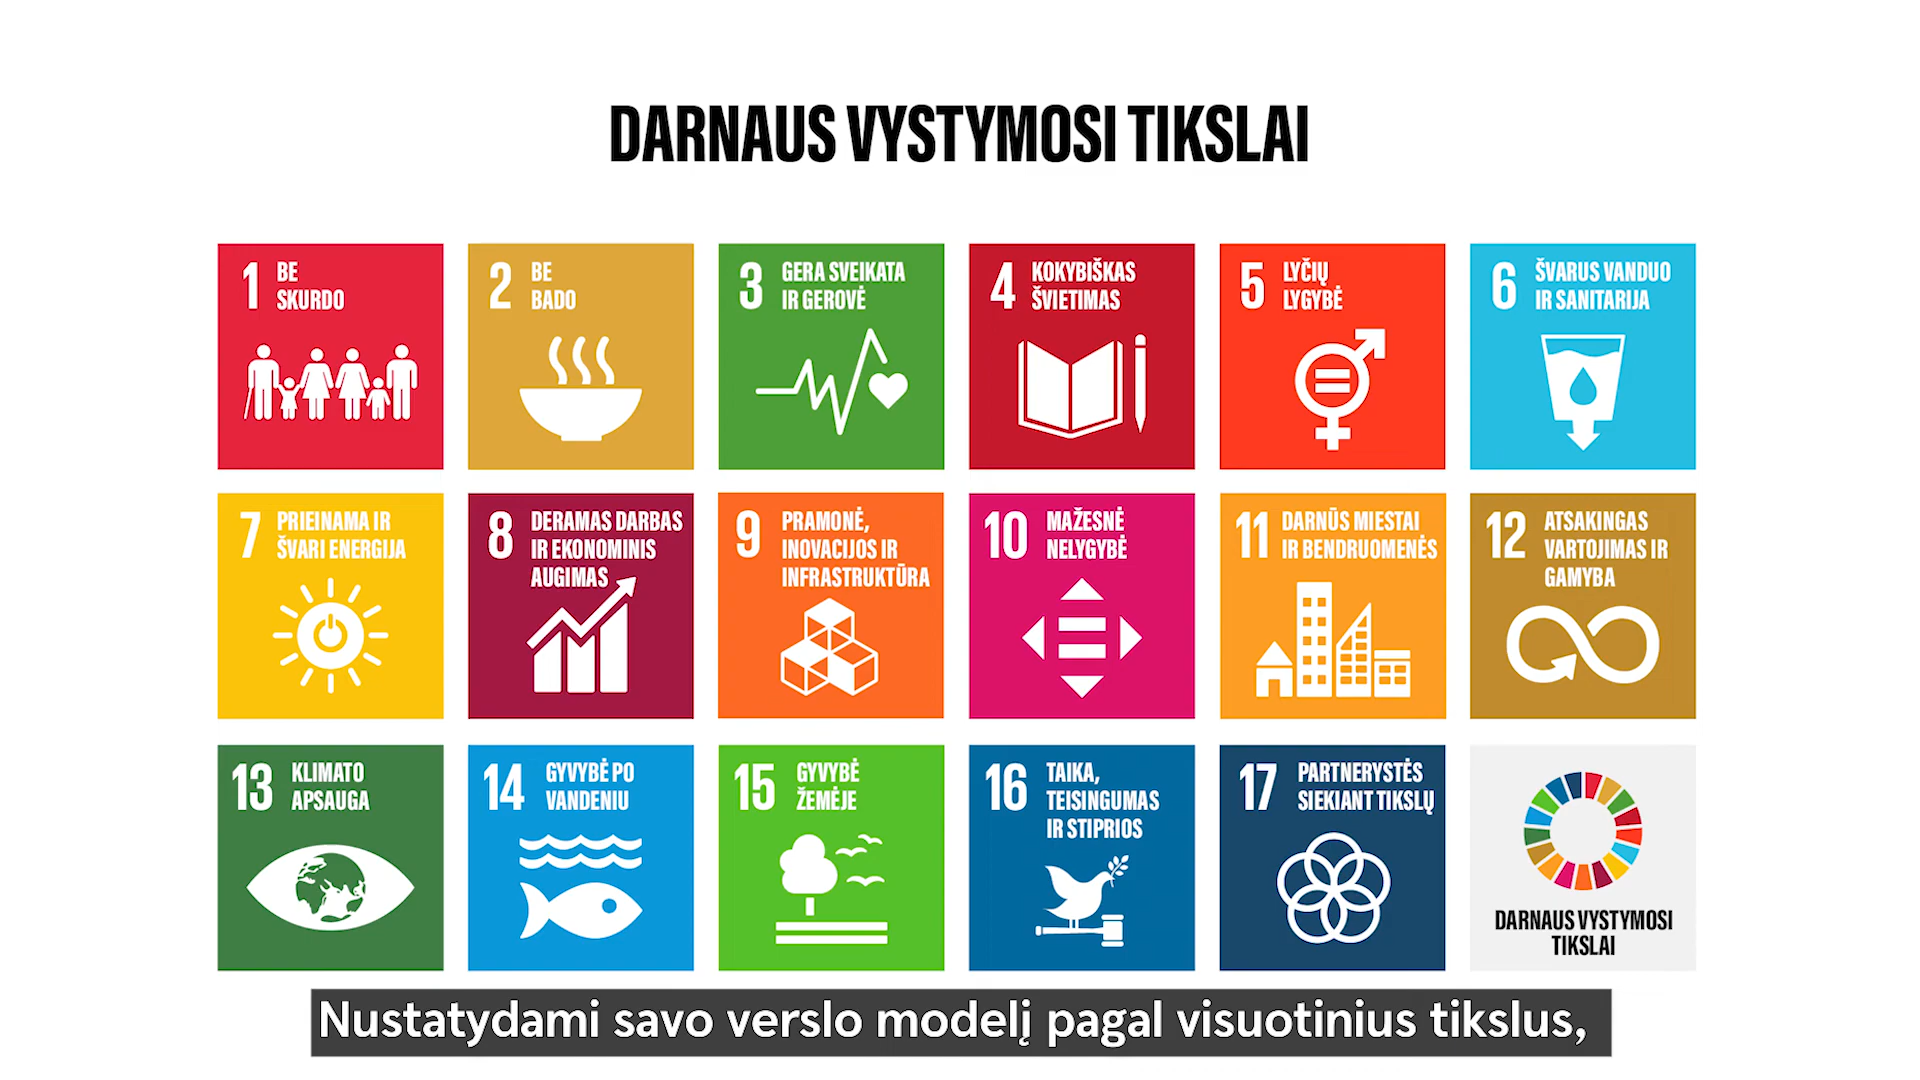 DARNAUS VYSTYMOSI TIKSLAI
1 BE
SKURDO
2 BE
BADO
3 GERA SVEIKATA
IR GEROVĖ
4 KOKYBIŠKAS
ŠVIETIMAS
5 LYČIŲ
LYGYBĖ
6 ŠVARUS VANDUO
IR SANITARIJA
7 PRIEINAMA IR
ŠVARI ENERGIJA
8 DERAMAS DARBAS
IR EKONOMINIS
AUGIMAS
9 PRAMONĖ,
INOVACIJOS IR
INFRASTRUKTŪRA
10 MAŽESNĖ
NELYGYBĖ
11 DARNŪS MIESTAI
IR BENDRUOMENĖS
12 ATSAKINGAS
VARTOJIMAS IR
GAMYBA
13 KLIMATO
APSAUGA
14 GYVYBĖ PO
VANDENIU
15 GYVYBĖ
ŽEMĖJE
16 TAIKA,
TEISINGUMAS
IR STIPRIOS
17 PARTNERYSTĖS
SIEKIANT TIKSLŲ
DARNAUS VYSTYMOSI
TIKSLAI
Nustatydami savo verslo modelį pagal visuotinius tikslus,